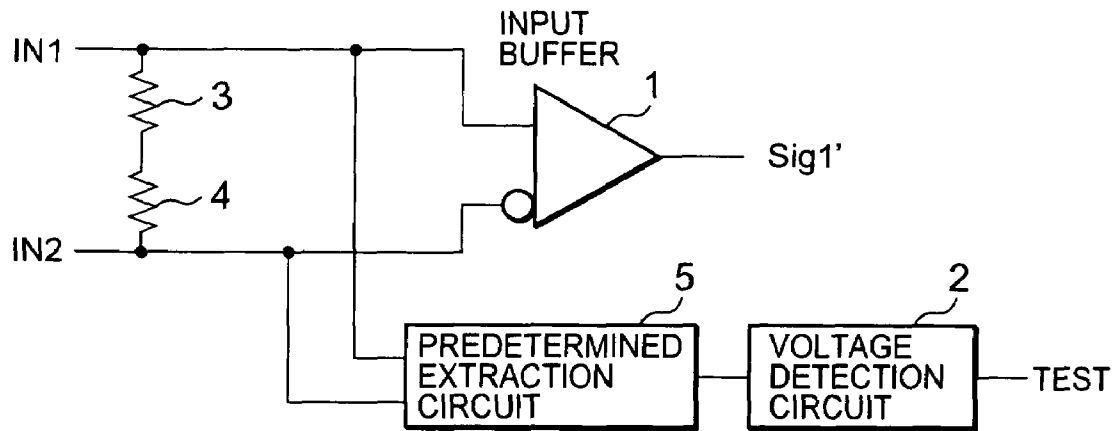 INPUT
BUFFER
IN1
3
1
Sig1’
4
IN2
5
2
PREDETERMINED
EXTRACTION
CIRCUIT
VOLTAGE
DETECTION
CIRCUIT
TEST